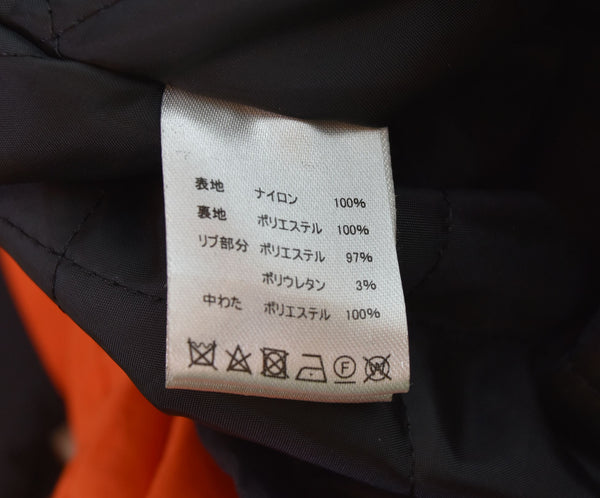 表地 ナイロン 100%
裏地 ポリエステル 100%
リブ部分 ポリエステル 97%
ポリウレタン 3%
中わた ポリエステル 100%
F W